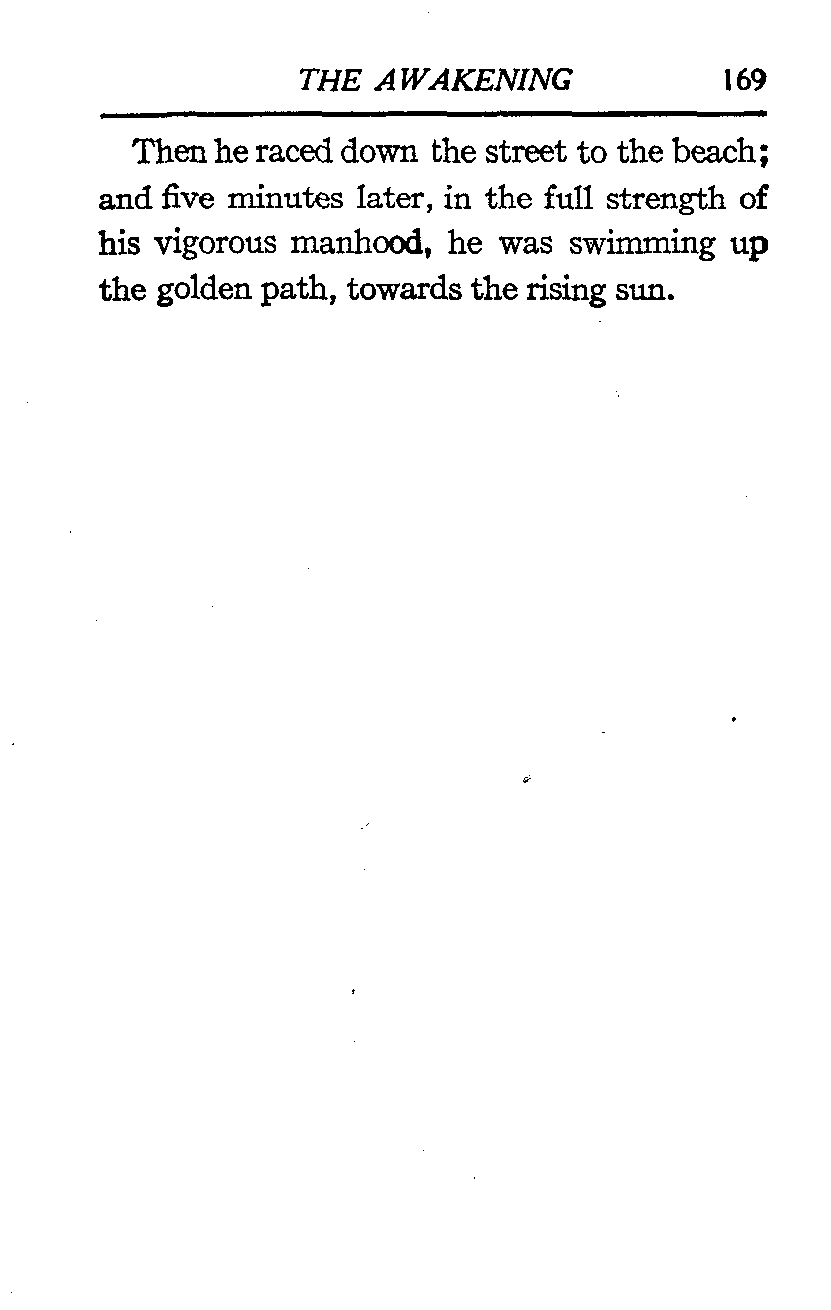 THE AWAKENING 169
Then he raced down the street to the beach;
and five minutes later, in the full strength of
his vigorous manhood, he was swimming up
the golden path, towards the rising sun.